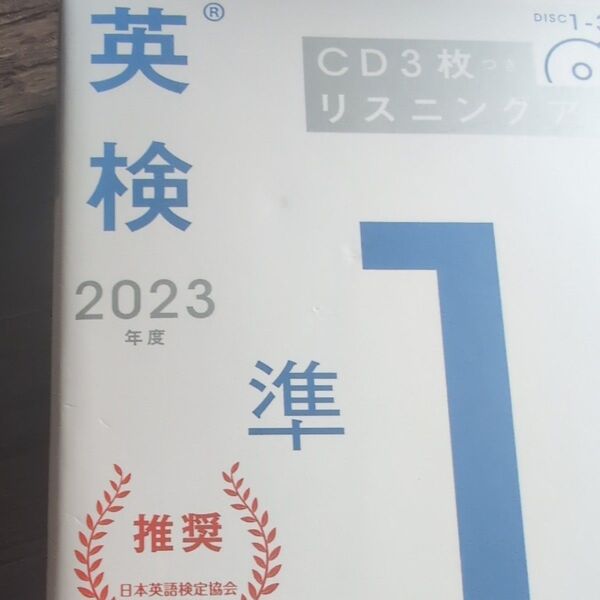 英検®
2023
年度
DISC1-3
CD3枚つき
リスニングア
準1
推奨
日本英語検定協会